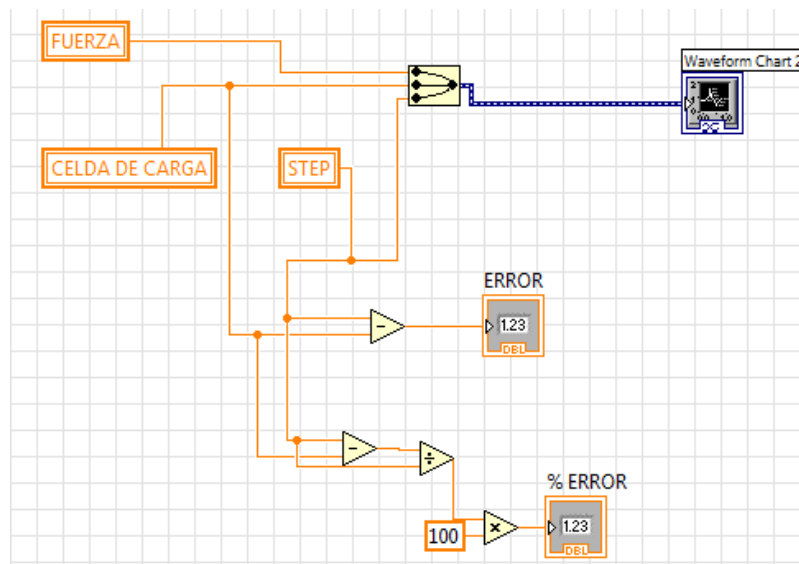 FUERZA
Waveform Chart 2
CELDA DE CARGA
STEP
ERROR
1.23
DBL
% ERROR
100
1.23
DBL